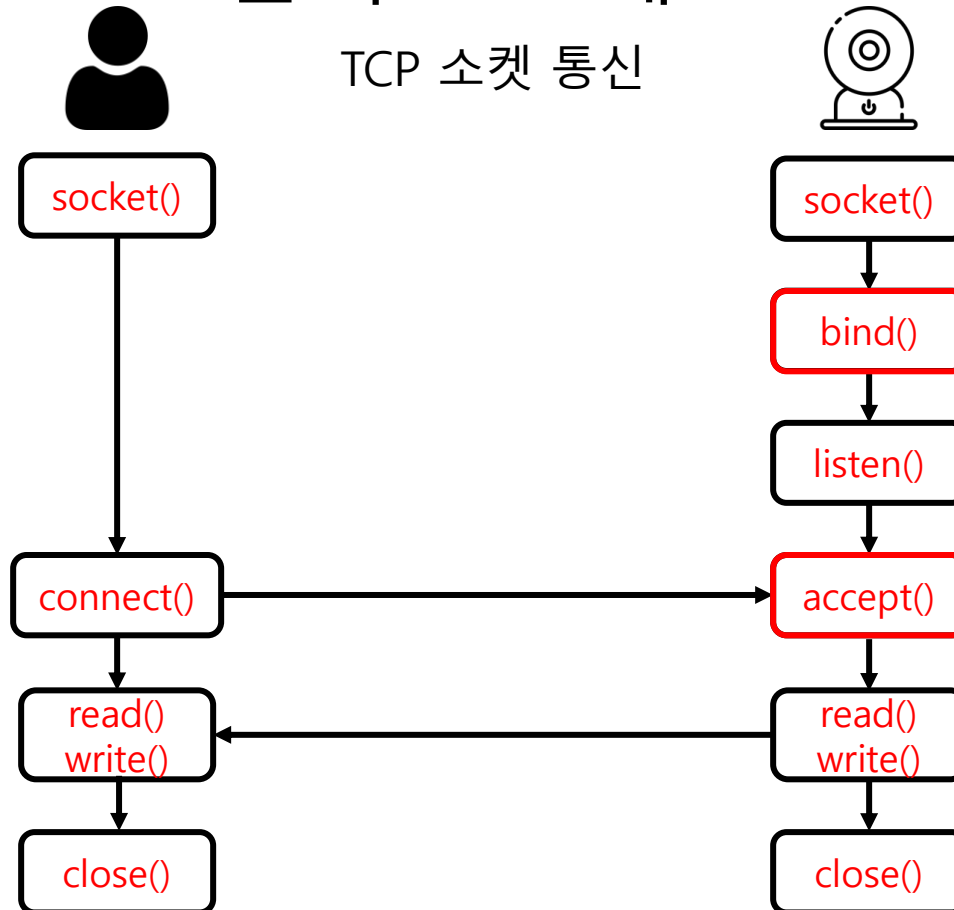 TCP 소켓 통신
socket()
socket()
bind()
listen()
connect()
accept()
read()
write()
read()
write()
close()
close()